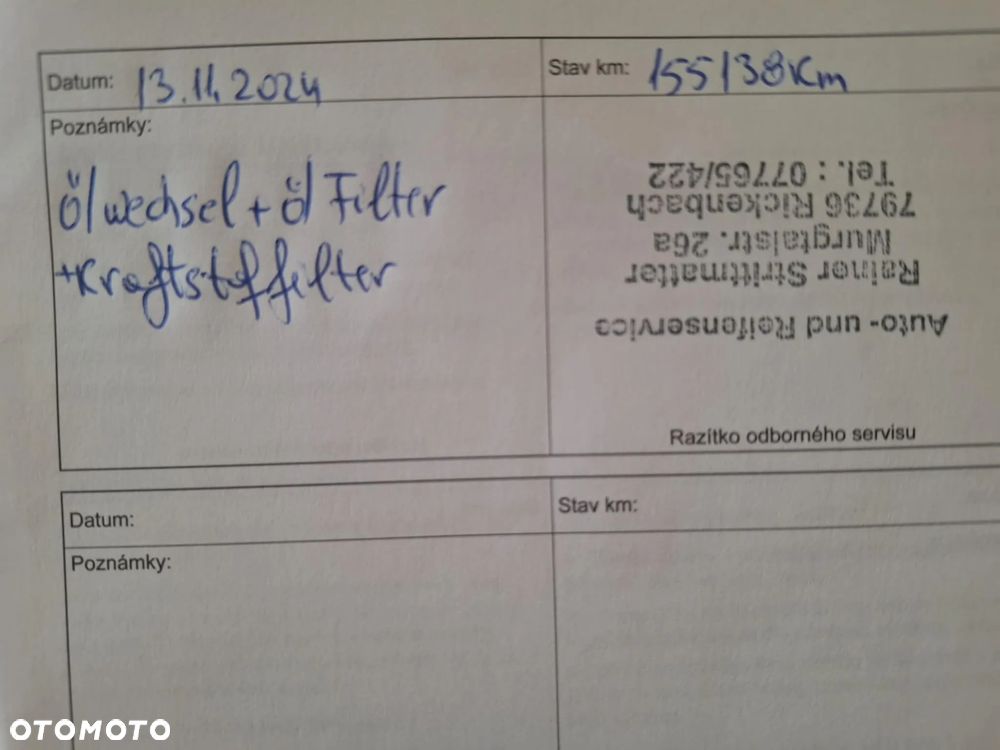 Datum: 13.11.2024
Stav km: 155138Km
Poznámky:
Ölwechsel + Öl Filter
+Kraftstoffilter
Auto- und Reifenservice
Rainer Strittmatter
Murgtalstr. 26a
79736 Rickenbach
Tel. : 07765/422
Razítko odborného servisu
Datum:
Stav km:
Poznámky:
OTOMOTO